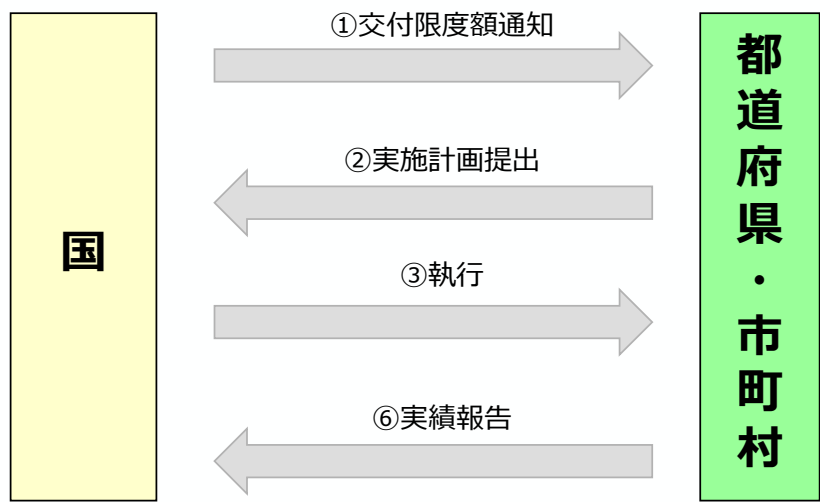 ①交付限度額通知
②実施計画提出
③執行
⑥実績報告
国
都道府県・市町村